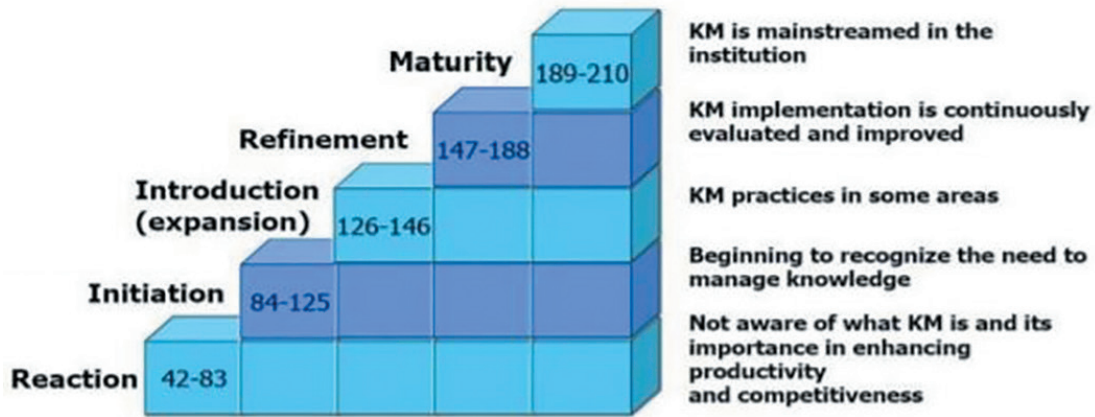 KM is mainstreamed in the
institution
Maturity
189-210
KM implementation is continuously
evaluated and improved
Refinement
147-188
Introduction
(expansion)
126-146
KM practices in some areas
Beginning to recognize the need to
manage knowledge
Initiation
84-125
Not aware of what KM is and its
importance in enhancing
productivity
and competitiveness
Reaction
42-83